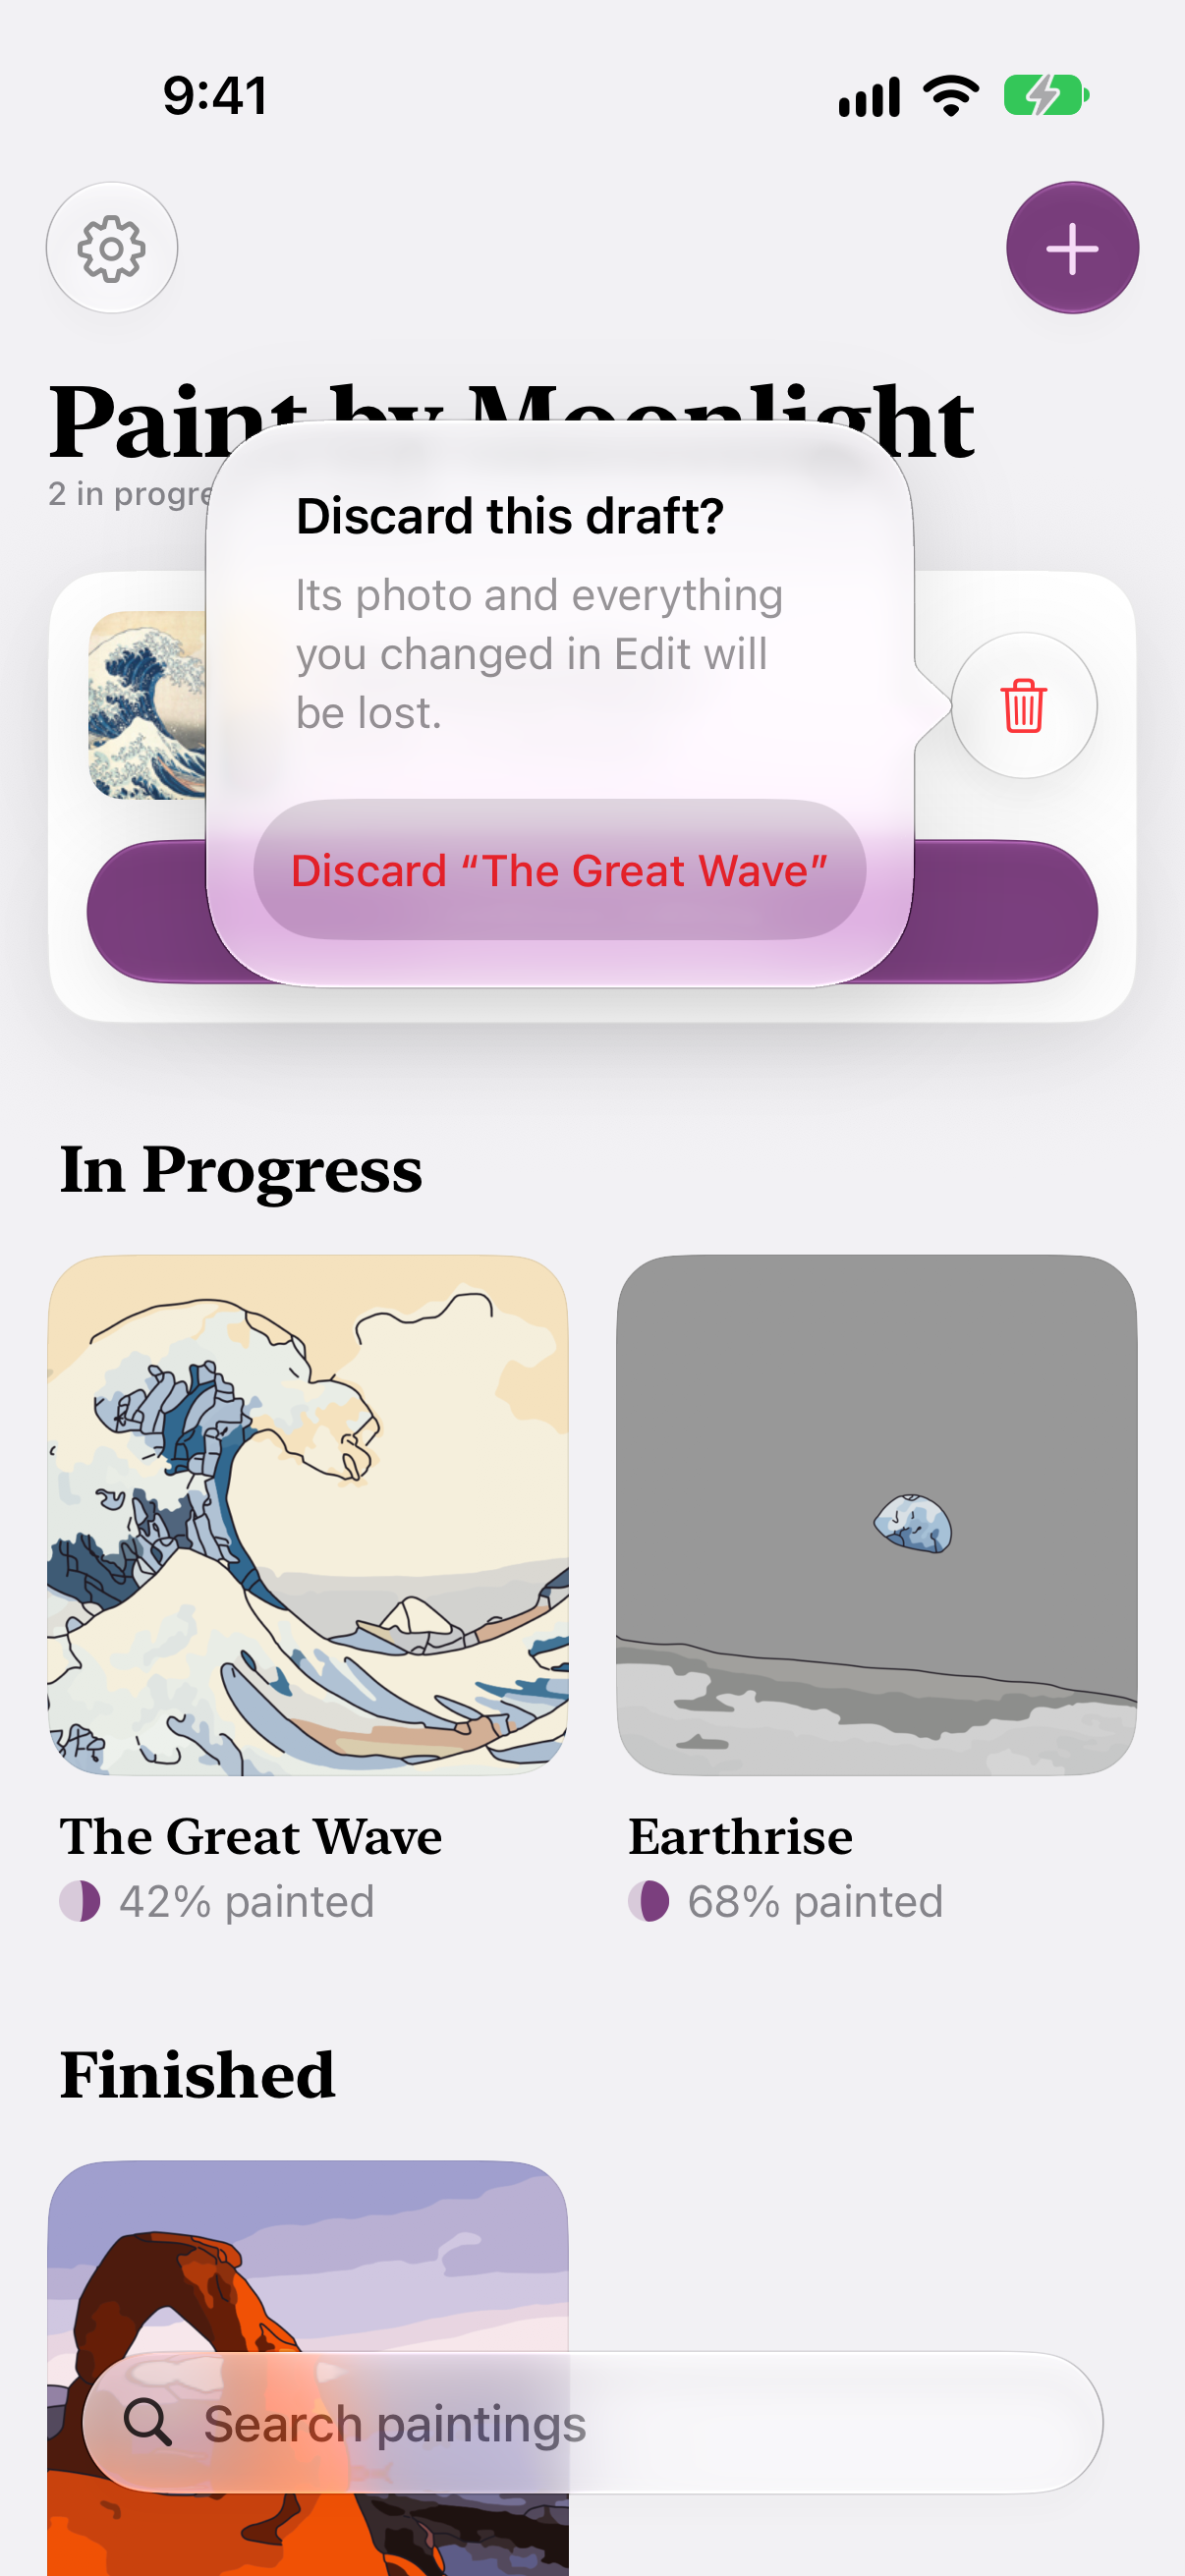 9:41
Paint by Moonlight
2 in progre
Discard this draft?
Its photo and everything
you changed in Edit will
be lost.
Discard “The Great Wave”
In Progress
The Great Wave
Earthrise
42% painted
68% painted
Finished
Search paintings